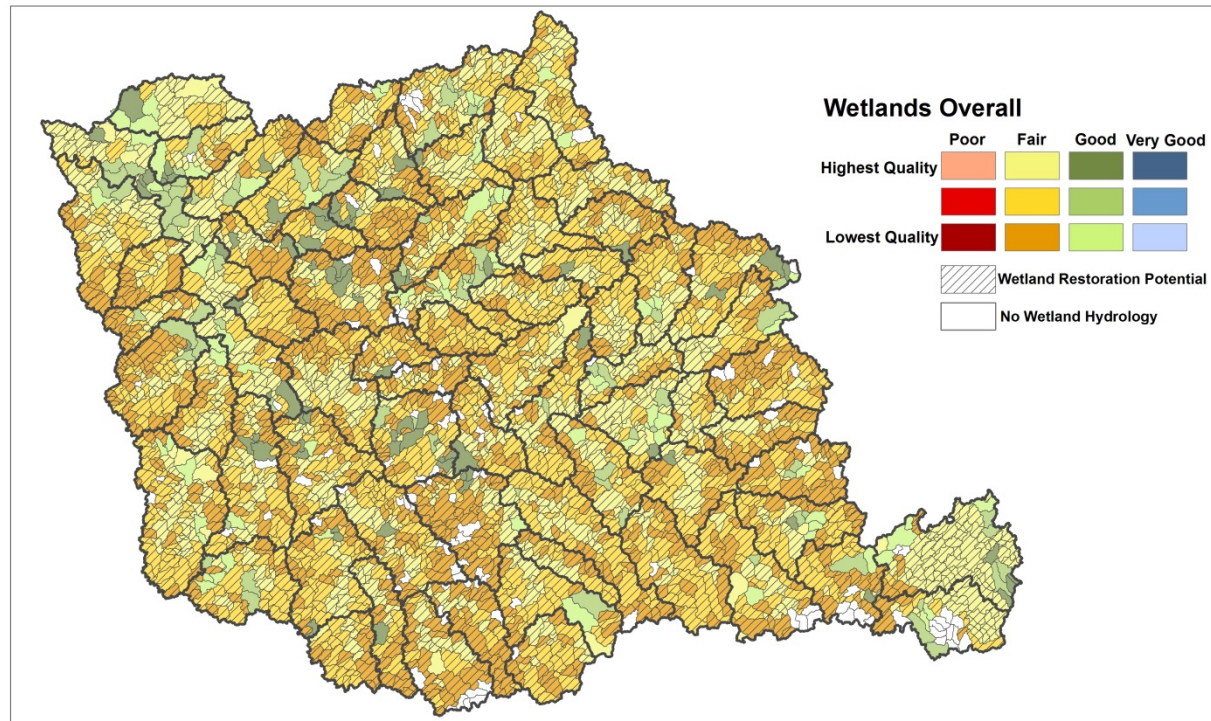 Wetlands Overall
Poor Fair Good Very Good
Highest Quality
Lowest Quality
Wetland Restoration Potential
No Wetland Hydrology